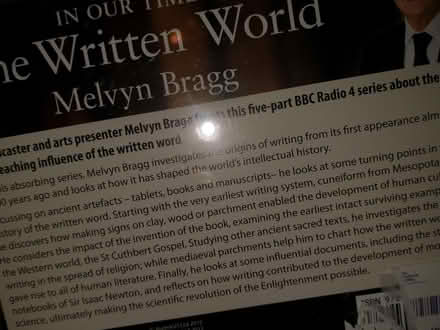 IN OUR TIME
he Written World
Melvyn Bragg
caster and arts presenter Melvyn Bragg this five-part BBC Radio 4 series about the
eaching influence of the written word
is absorbing series, Melvyn Bragg investigates origins of writing from its first appearance alm
00 years ago and looks at how it has shaped the world's intellectual history.
cussing on ancient artefacts – tablets, books and manuscripts– he looks at some turning points in
istory of the written word. Starting with the very earliest writing system, cuneiform from Mesopota
he discovers how making signs on clay, wood or parchment enabled the development of human cu
He considers the impact of the invention of the book, examining the earliest intact surviving examp
the Western world, the St Cuthbert Gospel. Studying other ancient sacred texts, he investigates the
writing in the spread of religion, while mediaeval parchments help him to chart how the written w
gave rise to all of human literature. Finally, he looks at some influential documents, including the
notebooks of Sir Isaac Newton, and reflects on how writing contributed to the development of mo
science, ultimately making the scientific revolution of the Enlightenment possible.
ISBN 978